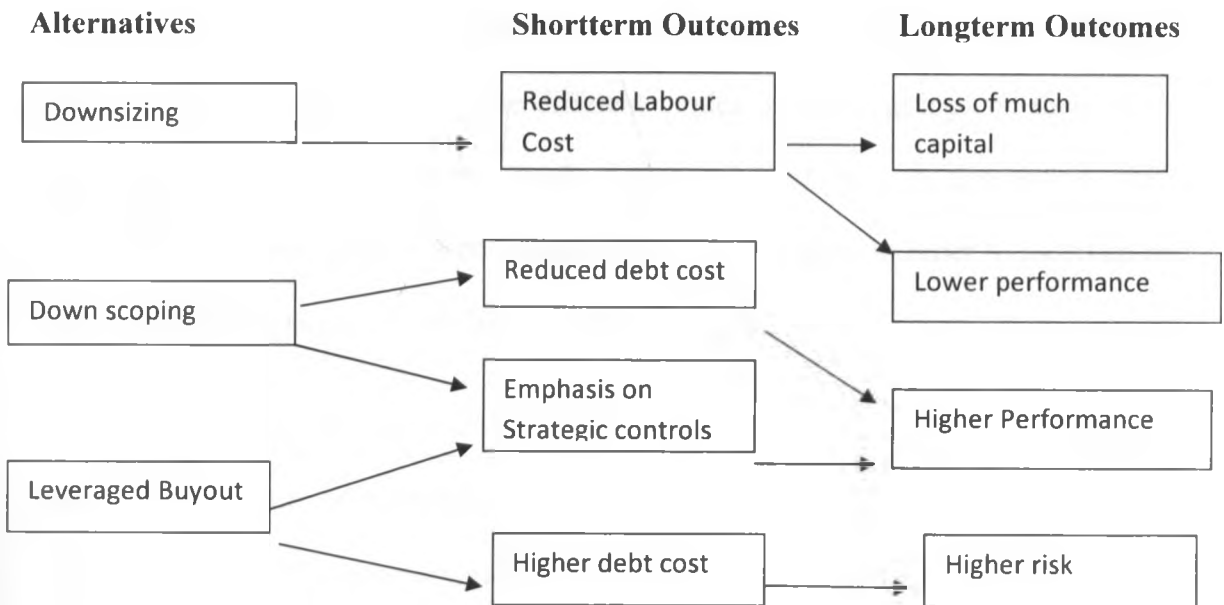 Alternatives
Shortterm Outcomes
Longterm Outcomes
Downsizing
Reduced Labour
Cost
Loss of much
capital
Reduced debt cost
Lower performance
Down scoping
Emphasis on
Strategic controls
Higher Performance
Leveraged Buyout
Higher debt cost
Higher risk